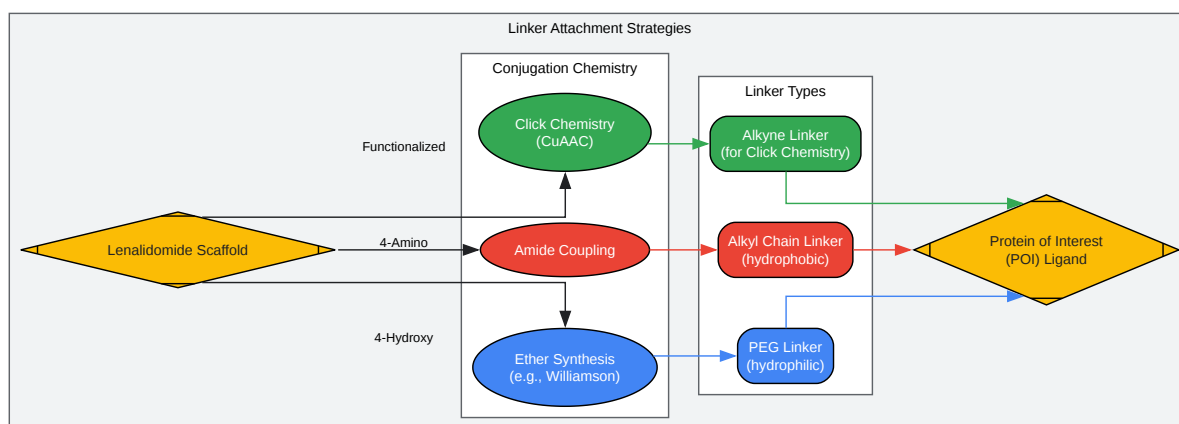 Linker Attachment Strategies
Conjugation Chemistry
Linker Types
Click Chemistry
(CuAAC)
Alkyne Linker
(for Click Chemistry)
Functionalized
Lenalidomide Scaffold
4-Amino
Amide Coupling
Alkyl Chain Linker
(hydrophobic)
Protein of Interest
(POI) Ligand
4-Hydroxy
Ether Synthesis
(e.g., Williamson)
PEG Linker
(hydrophilic)